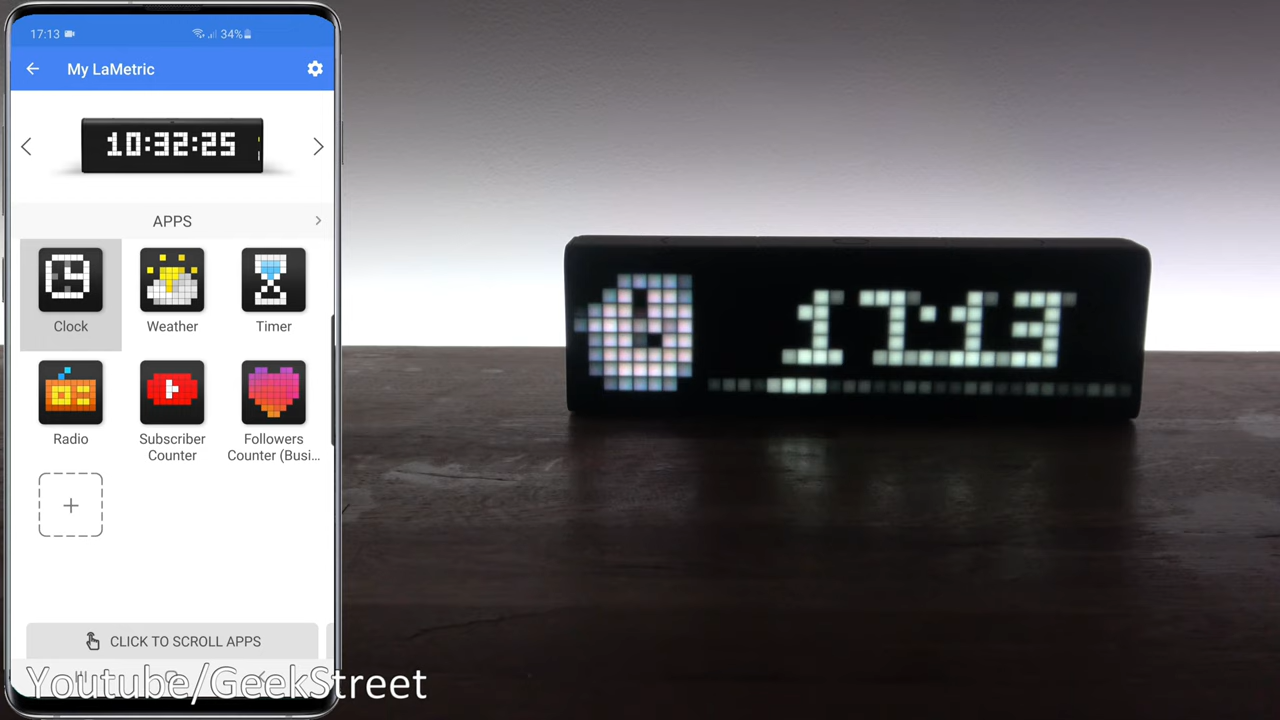 17:13
34%
My LaMetric
10:32:25
APPS
Clock
Weather
Timer
Radio
Subscriber
Counter
Followers
Counter (Busi...
+
CLICK TO SCROLL APPS
17:13
Youtube/GeekStreet